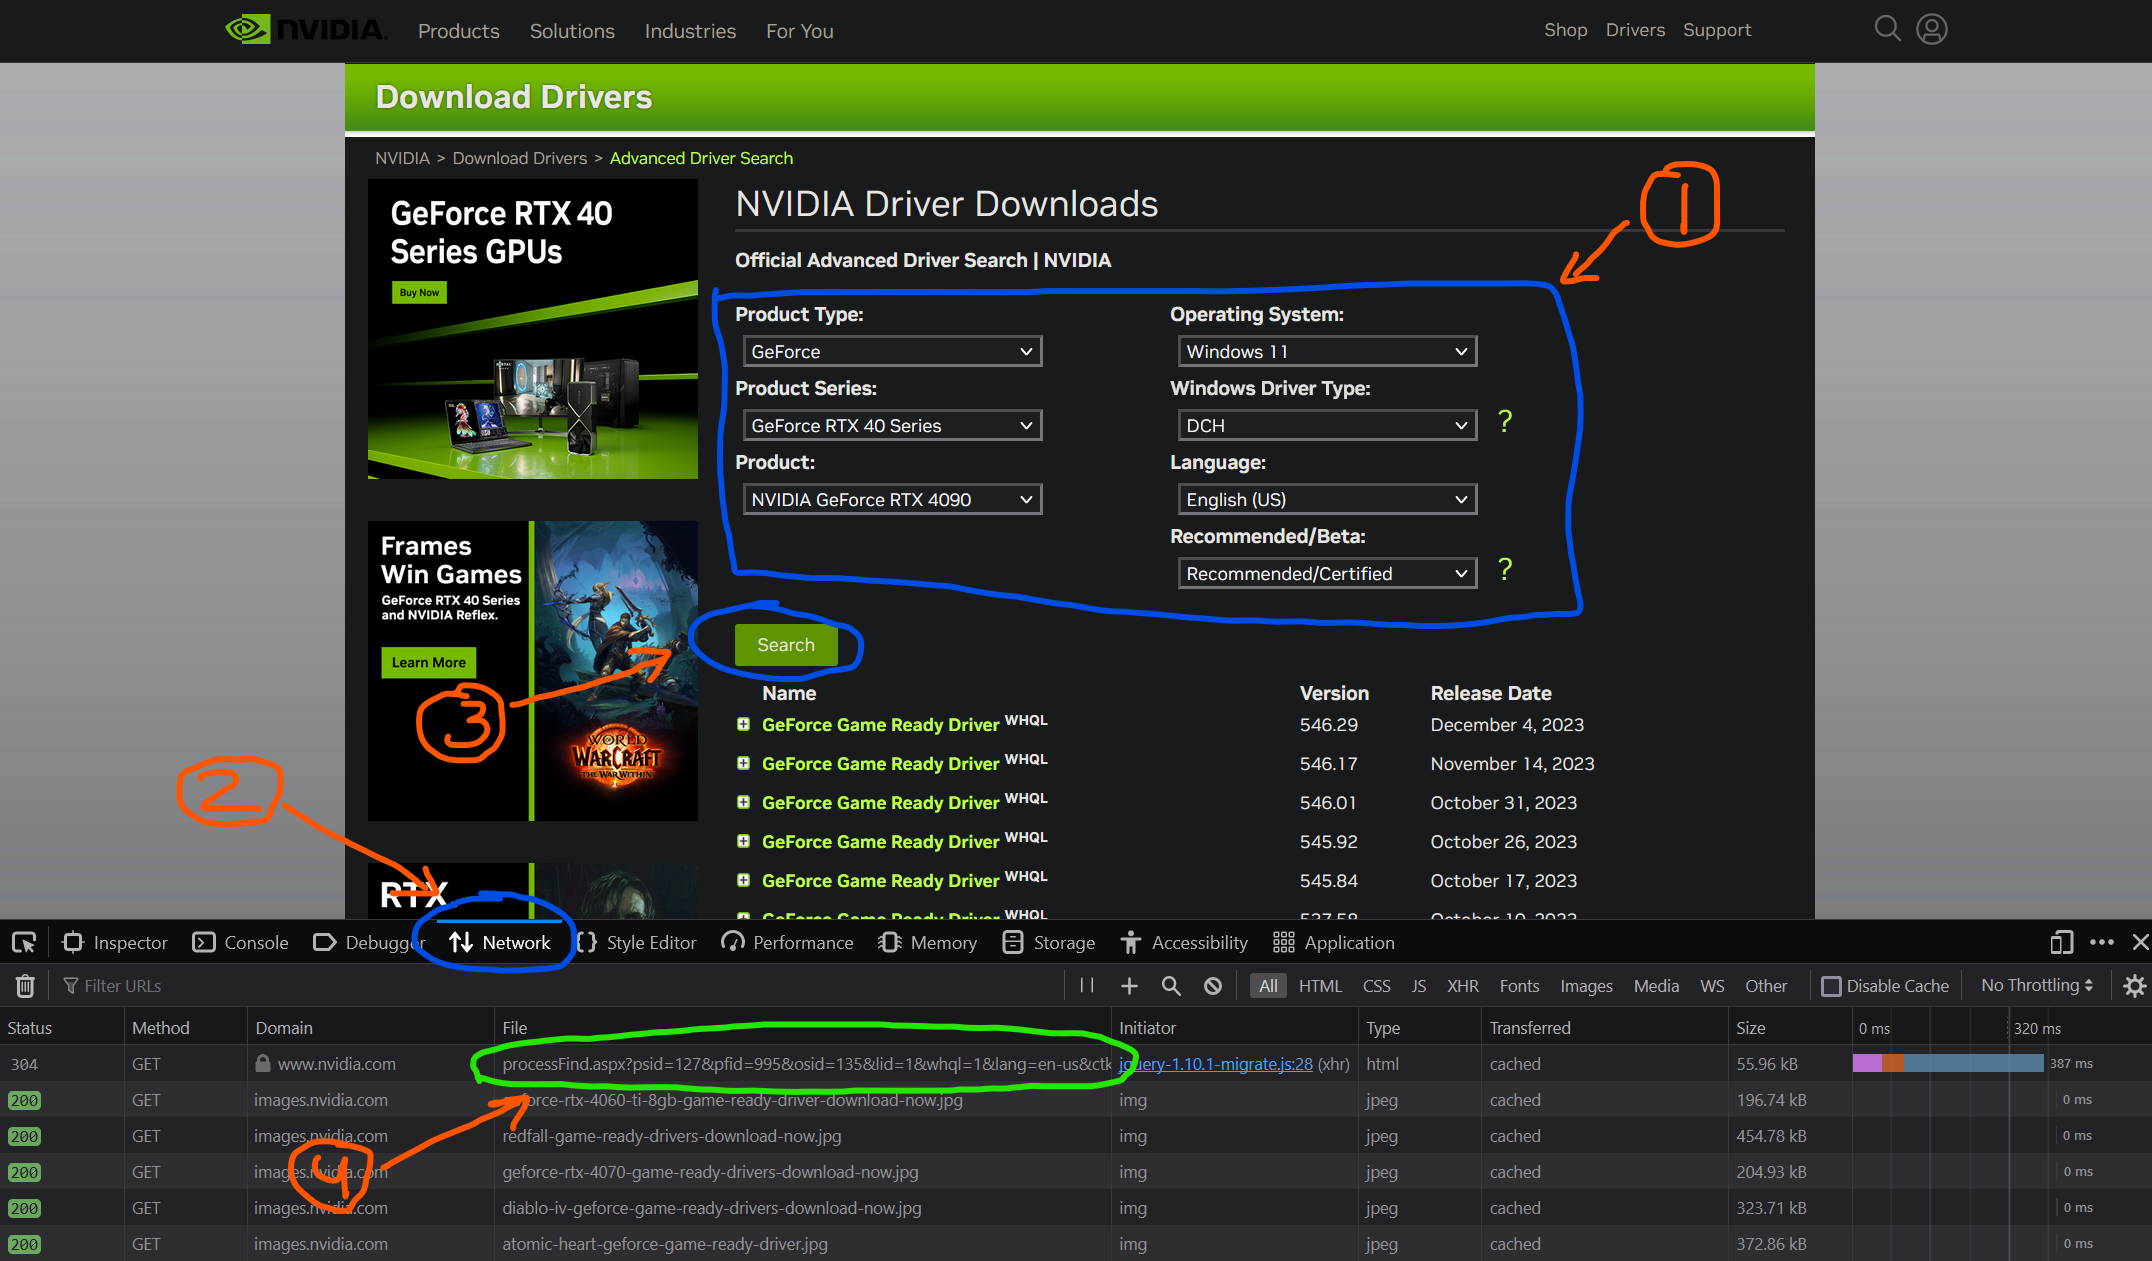 NVIDIA.
Products Solutions Industries For You
Shop Drivers Support
Download Drivers
NVIDIA > Download Drivers > Advanced Driver Search
GeForce RTX 40
Series GPUs
Buy Now
Frames
Win Games
GeForce RTX 40 Series
and NVIDIA Reflex.
Learn More
WORLD
WARCRAFT
THE WAR WITHIN
RTX
NVIDIA Driver Downloads
1
Official Advanced Driver Search | NVIDIA
Product Type:
GeForce
Product Series:
GeForce RTX 40 Series
Product:
NVIDIA GeForce RTX 4090
Operating System:
Windows 11
Windows Driver Type:
DCH
?
Language:
English (US)
Recommended/Beta:
Recommended/Certified
?
Search
3
2
Name Version Release Date
GeForce Game Ready Driver WHQL 546.29 December 4, 2023
GeForce Game Ready Driver WHQL 546.17 November 14, 2023
GeForce Game Ready Driver WHQL 546.01 October 31, 2023
GeForce Game Ready Driver WHQL 545.92 October 26, 2023
GeForce Game Ready Driver WHQL 545.84 October 17, 2023
GeForce Game Ready Driver WHQL 537.58 October 10, 2023
Inspector Console Debugger Network Style Editor Performance Memory Storage Accessibility Application
Filter URLs
All HTML CSS JS XHR Fonts Images Media WS Other Disable Cache No Throttling
Status Method Domain File Initiator Type Transferred Size 0 ms 320 ms
304 GET www.nvidia.com processFind.aspx?psid=127&pfid=995&osid=135&lid=1&whql=1&lang=en-us&ctk jquery-1.10.1-migrate.js:28 (xhr) html cached 55.96 kB 387 ms
200 GET images.nvidia.com geforce-rtx-4060-ti-8gb-game-ready-driver-download-now.jpg img jpeg cached 196.74 kB 0 ms
200 GET images.nvidia.com redfall-game-ready-drivers-download-now.jpg img jpeg cached 454.78 kB 0 ms
200 GET images.nvidia.com geforce-rtx-4070-game-ready-drivers-download-now.jpg img jpeg cached 204.93 kB 0 ms
4
200 GET images.nvidia.com diablo-iv-geforce-game-ready-drivers-download-now.jpg img jpeg cached 323.71 kB 0 ms
200 GET images.nvidia.com atomic-heart-geforce-game-ready-driver.jpg img jpeg cached 372.86 kB 0 ms